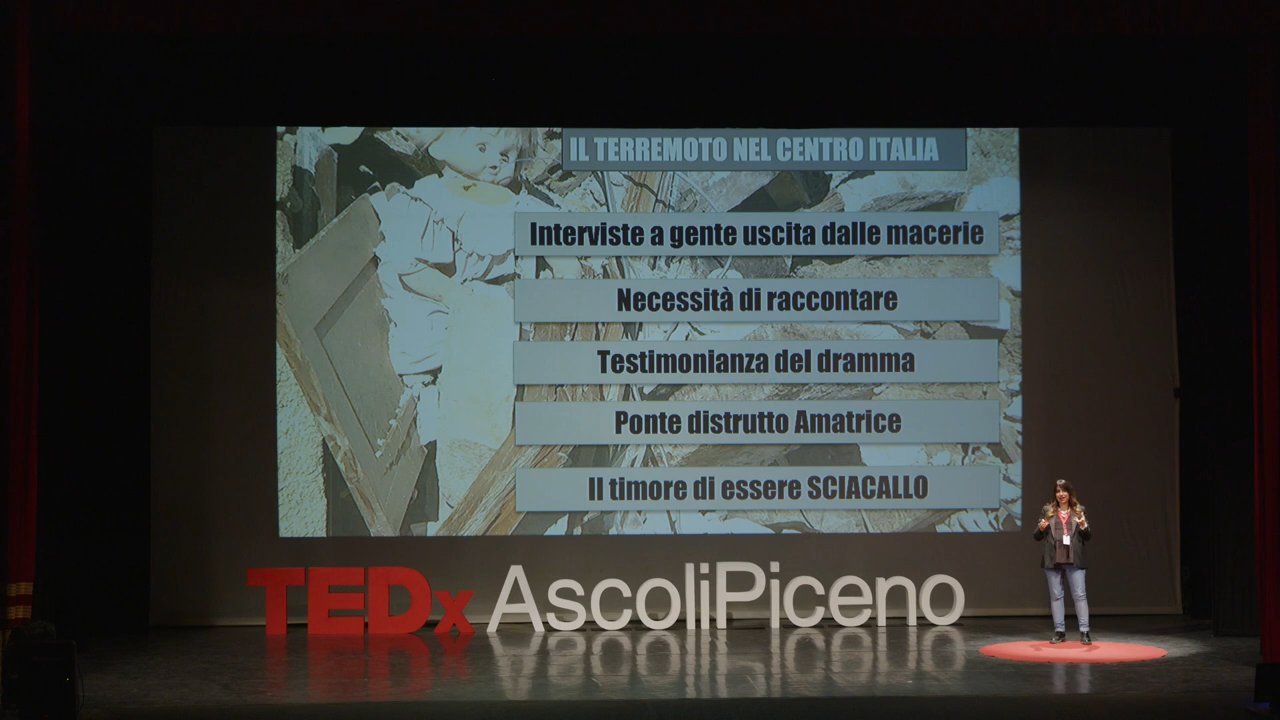 IL TERREMOTO NEL CENTRO ITALIA
Interviste a gente uscita dalle macerie
Necessità di raccontare
Testimonianza del dramma
Ponte distrutto Amatrice
Il timore di essere SCIACALLO
TEDx AscoliPiceno